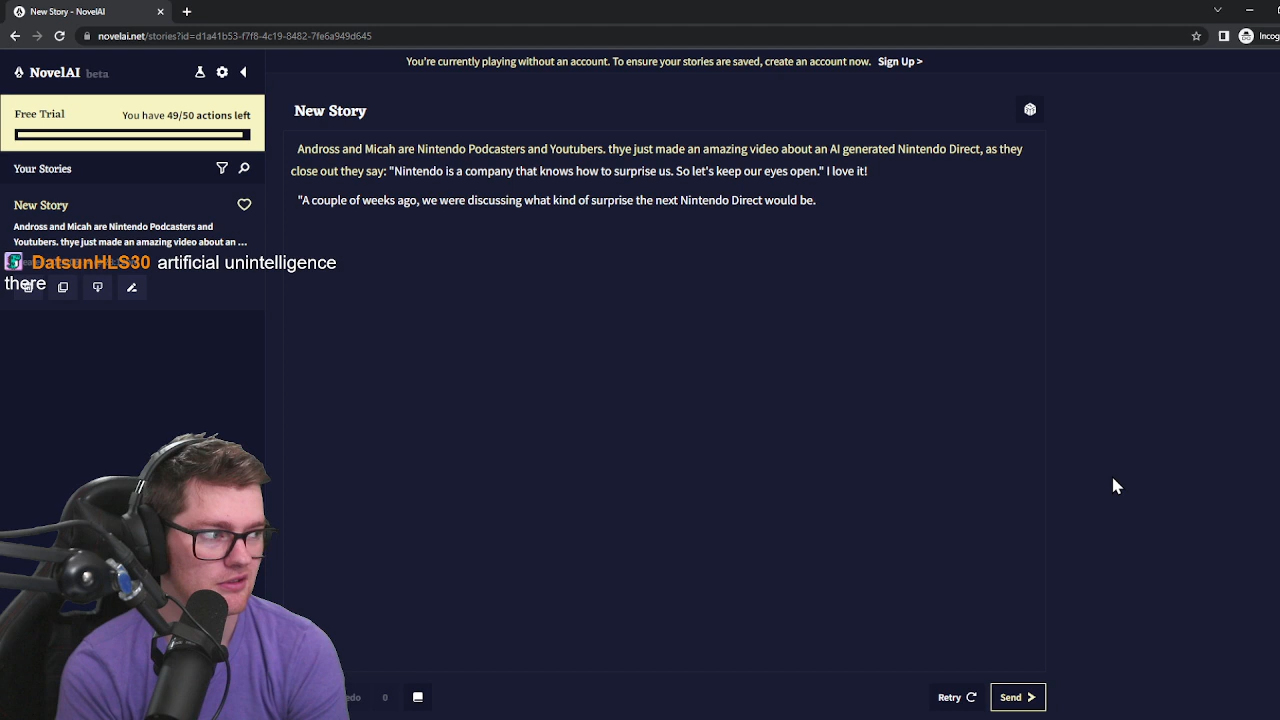 New Story - NovelAI
novelai.net/stories?id=d1a41b53-f7f8-4c19-8482-7fe6a949d645
Incog
You're currently playing without an account. To ensure your stories are saved, create an account now. Sign Up >
NovelAI beta
Free Trial
You have 49/50 actions left
Your Stories
New Story
Andross and Micah are Nintendo Podcasters and
Youtubers. thye just made an amazing video about an ...
DatsunHLS30 artificial unintelligence
there
New Story
Andross and Micah are Nintendo Podcasters and Youtubers. thye just made an amazing video about an AI generated Nintendo Direct, as they
close out they say: "Nintendo is a company that knows how to surprise us. So let's keep our eyes open." I love it!
"A couple of weeks ago, we were discussing what kind of surprise the next Nintendo Direct would be.
edo 0
Retry
Send